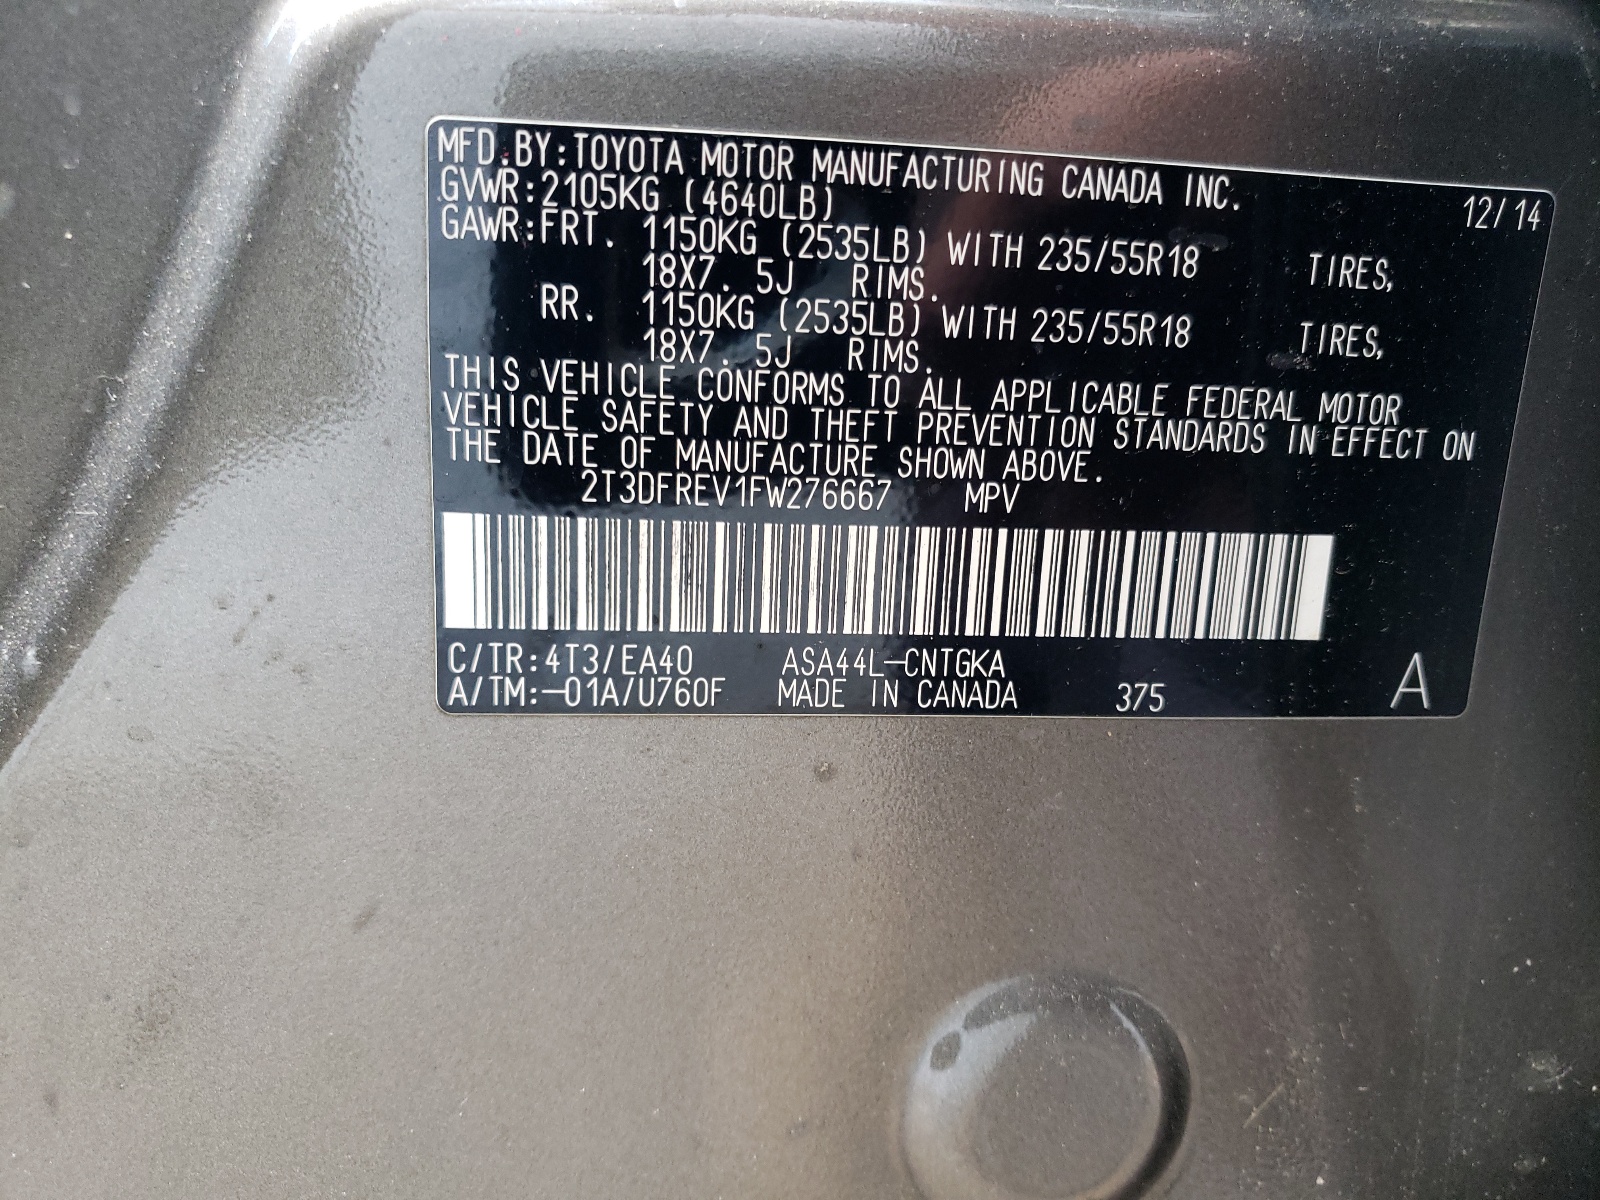 MFD.BY:TOYOTA MOTOR MANUFACTURING CANADA INC.
GVWR:2105KG (4640LB) 12/14
GAWR:FRT. 1150KG (2535LB) WITH 235/55R18 TIRES,
18X7. 5J RIMS.
RR. 1150KG (2535LB) WITH 235/55R18 TIRES,
18X7. 5J RIMS.
THIS VEHICLE CONFORMS TO ALL APPLICABLE FEDERAL MOTOR
VEHICLE SAFETY AND THEFT PREVENTION STANDARDS IN EFFECT ON
THE DATE OF MANUFACTURE SHOWN ABOVE.
2T3DFREV1FW276667 MPV
C/TR:4T3/EA40 ASA44L-CNTGKA
A/TM:-01A/U760F MADE IN CANADA 375 A